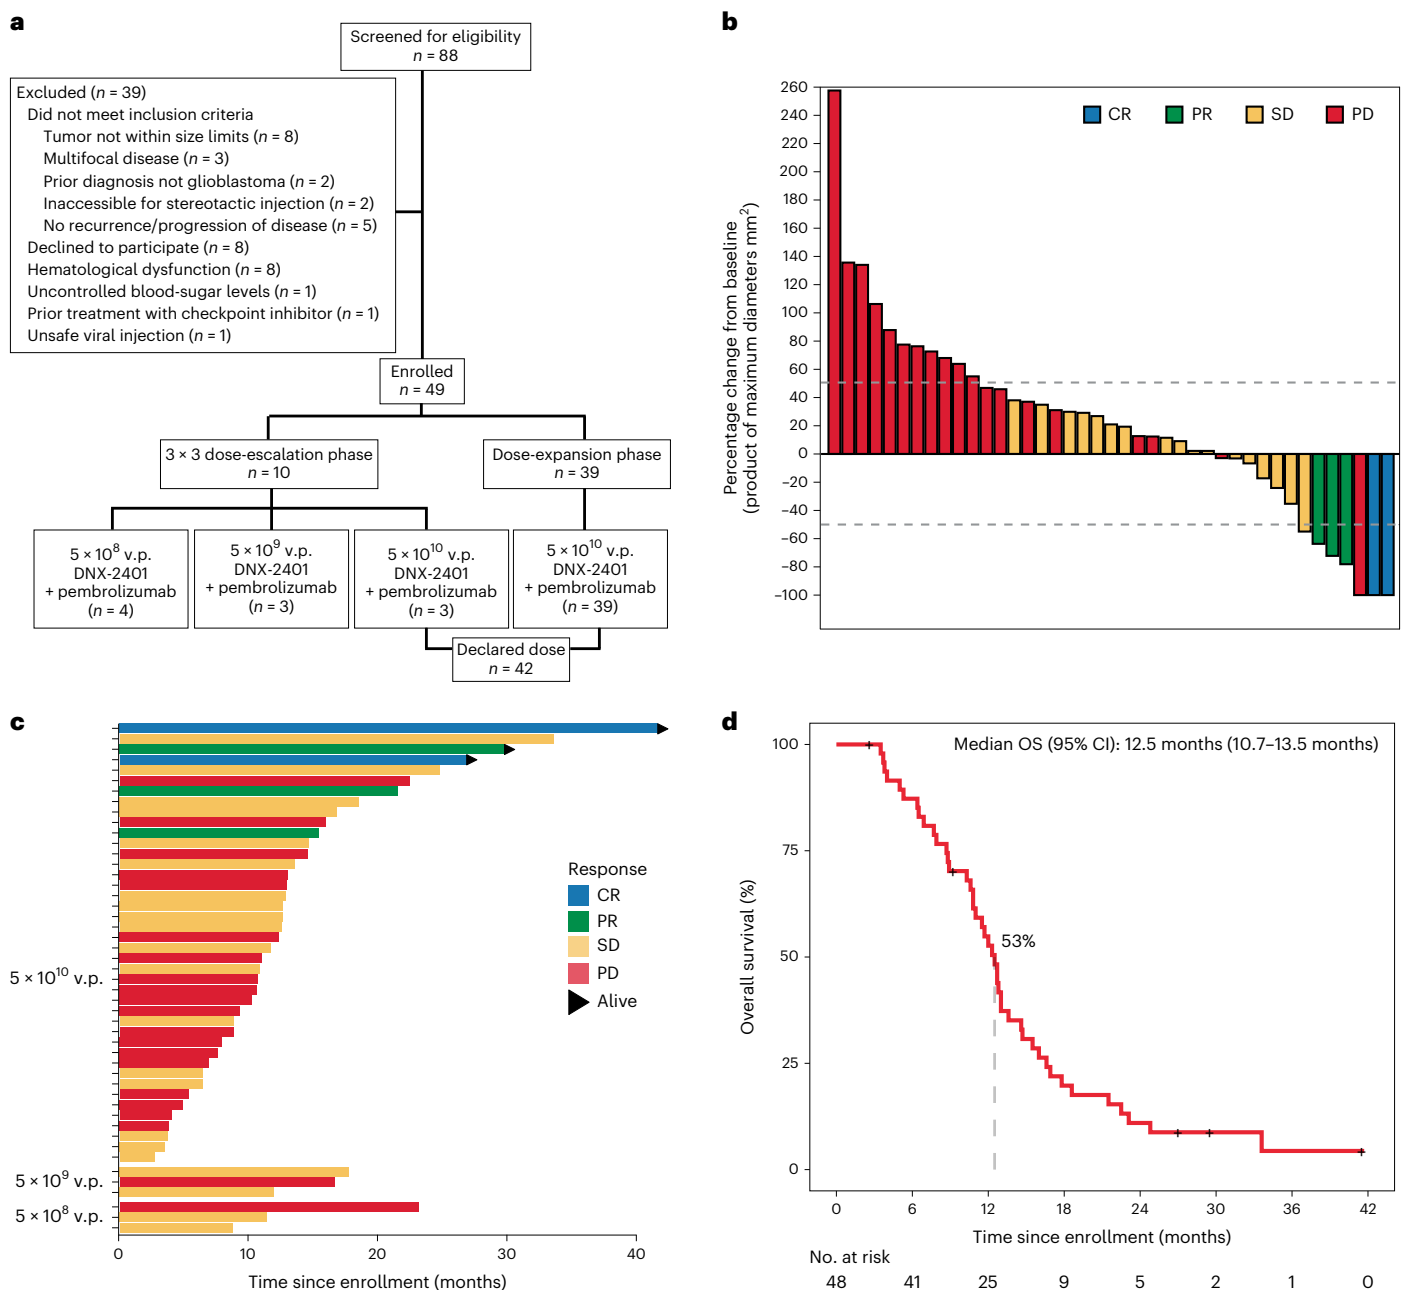 a
Screened for eligibility
n = 88
Excluded (n = 39)
Did not meet inclusion criteria
Tumor not within size limits (n = 8)
Multifocal disease (n = 3)
Prior diagnosis not glioblastoma (n = 2)
Inaccessible for stereotactic injection (n = 2)
No recurrence/progression of disease (n = 5)
Declined to participate (n = 8)
Hematological dysfunction (n = 8)
Uncontrolled blood-sugar levels (n = 1)
Prior treatment with checkpoint inhibitor (n = 1)
Unsafe viral injection (n = 1)
Enrolled
n = 49
3 × 3 dose-escalation phase
n = 10
Dose-expansion phase
n = 39
5 × 10⁸ v.p.
DNX-2401
+ pembrolizumab
(n = 4)
5 × 10⁹ v.p.
DNX-2401
+ pembrolizumab
(n = 3)
5 × 10¹⁰ v.p.
DNX-2401
+ pembrolizumab
(n = 3)
5 × 10¹⁰ v.p.
DNX-2401
+ pembrolizumab
(n = 39)
Declared dose
n = 42
b
Percentage change from baseline
(product of maximum diameters mm²)
260
240
220
200
180
160
140
120
100
80
60
40
20
0
−20
−40
−60
−80
−100
CR PR SD PD
c
5 × 10¹⁰ v.p.
5 × 10⁹ v.p.
5 × 10⁸ v.p.
Response
CR
PR
SD
PD
Alive
0 10 20 30 40
Time since enrollment (months)
d
Median OS (95% CI): 12.5 months (10.7–13.5 months)
Overall survival (%)
100
75
50
25
0
53%
0 6 12 18 24 30 36 42
Time since enrollment (months)
No. at risk
48 41 25 9 5 2 1 0